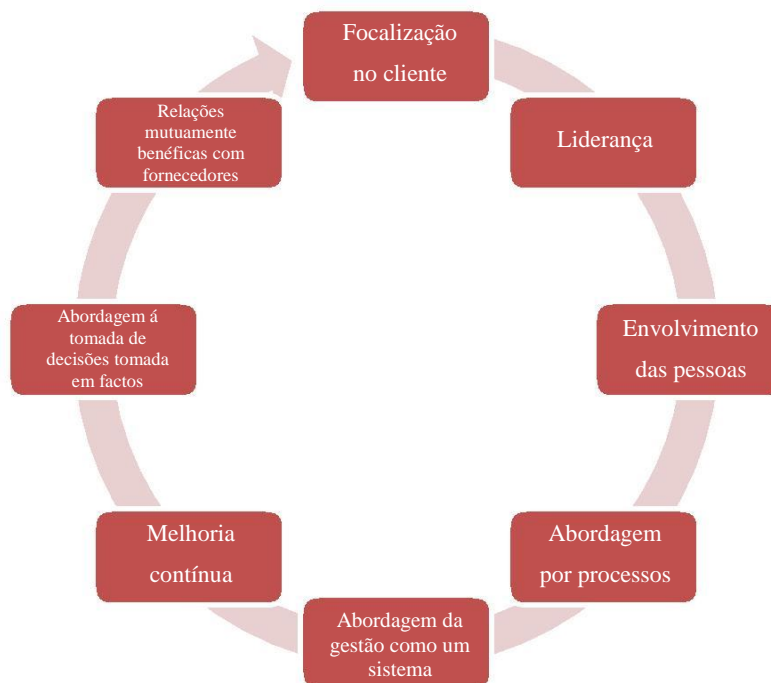 Focalização
no cliente
Liderança
Envolvimento
das pessoas
Abordagem
por processos
Abordagem da
gestão como um
sistema
Melhoria
contínua
Abordagem á
tomada de
decisões tomada
em factos
Relações
mutuamente
benéficas com
fornecedores